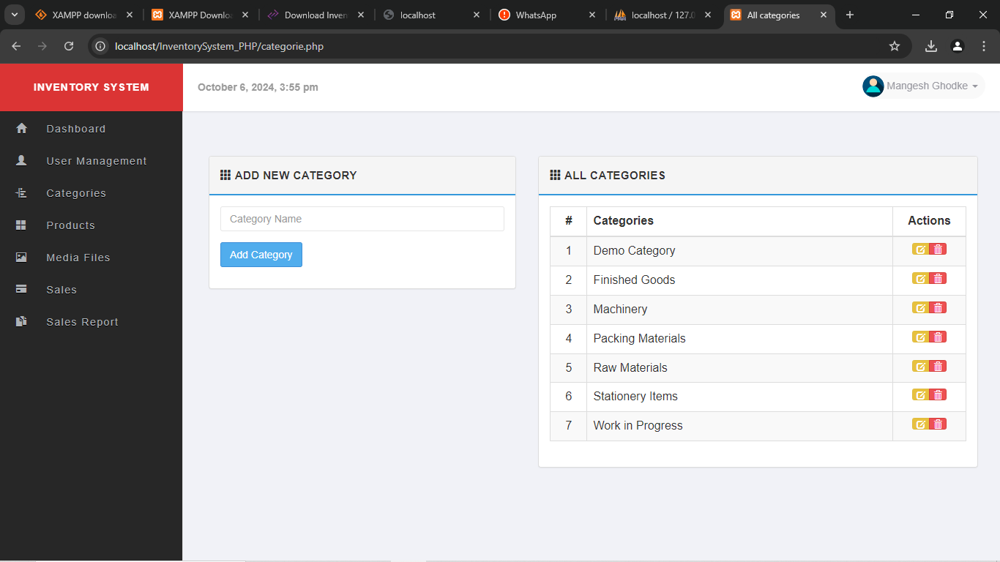 XAMPP downloa
XAMPP Downlo
Download Inven
localhost
WhatsApp
localhost / 127.0
All categories
localhost/InventorySystem_PHP/categorie.php
INVENTORY SYSTEM
October 6, 2024, 3:55 pm
Mangesh Ghodke
Dashboard
User Management
Categories
Products
Media Files
Sales
Sales Report
ADD NEW CATEGORY
Category Name
Add Category
ALL CATEGORIES
# Categories Actions
1 Demo Category
2 Finished Goods
3 Machinery
4 Packing Materials
5 Raw Materials
6 Stationery Items
7 Work in Progress